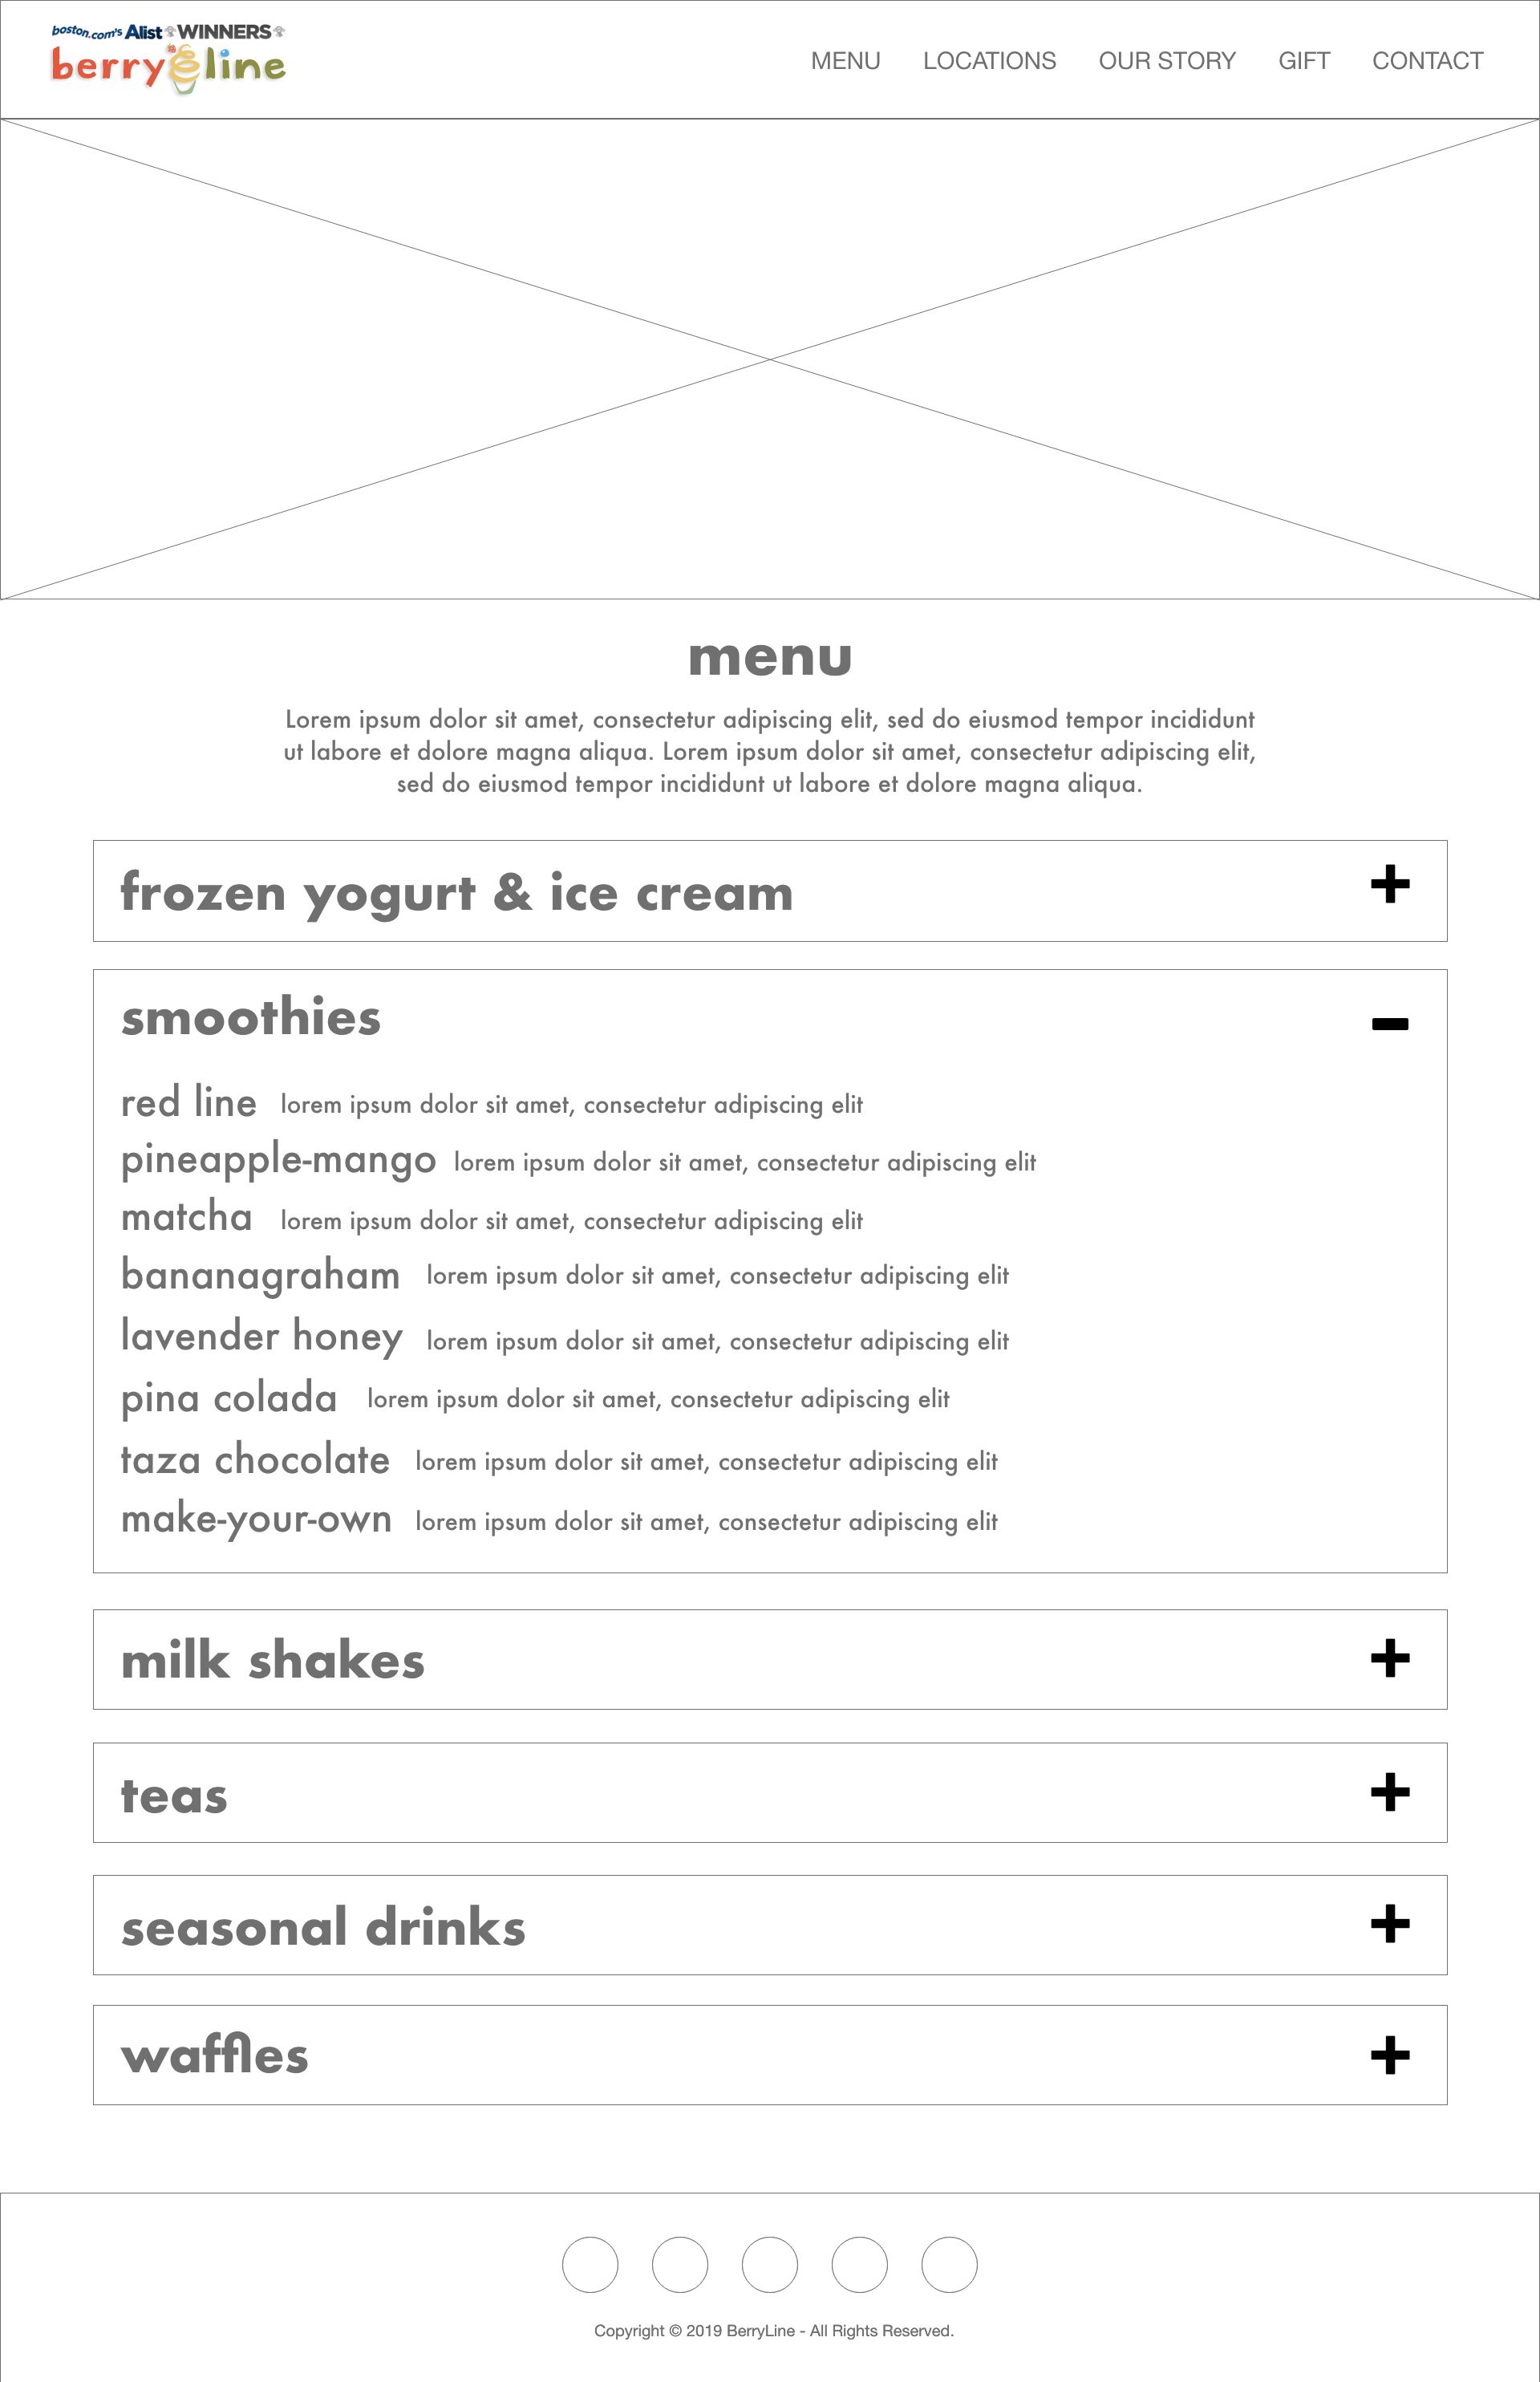 boston.com's Alist WINNERS
berryline
MENU LOCATIONS OUR STORY GIFT CONTACT
menu
Lorem ipsum dolor sit amet, consectetur adipiscing elit, sed do eiusmod tempor incididunt
ut labore et dolore magna aliqua. Lorem ipsum dolor sit amet, consectetur adipiscing elit,
sed do eiusmod tempor incididunt ut labore et dolore magna aliqua.
frozen yogurt & ice cream +
smoothies −
red line lorem ipsum dolor sit amet, consectetur adipiscing elit
pineapple-mango lorem ipsum dolor sit amet, consectetur adipiscing elit
matcha lorem ipsum dolor sit amet, consectetur adipiscing elit
bananagraham lorem ipsum dolor sit amet, consectetur adipiscing elit
lavender honey lorem ipsum dolor sit amet, consectetur adipiscing elit
pina colada lorem ipsum dolor sit amet, consectetur adipiscing elit
taza chocolate lorem ipsum dolor sit amet, consectetur adipiscing elit
make-your-own lorem ipsum dolor sit amet, consectetur adipiscing elit
milk shakes +
teas +
seasonal drinks +
waffles +
Copyright © 2019 BerryLine - All Rights Reserved.